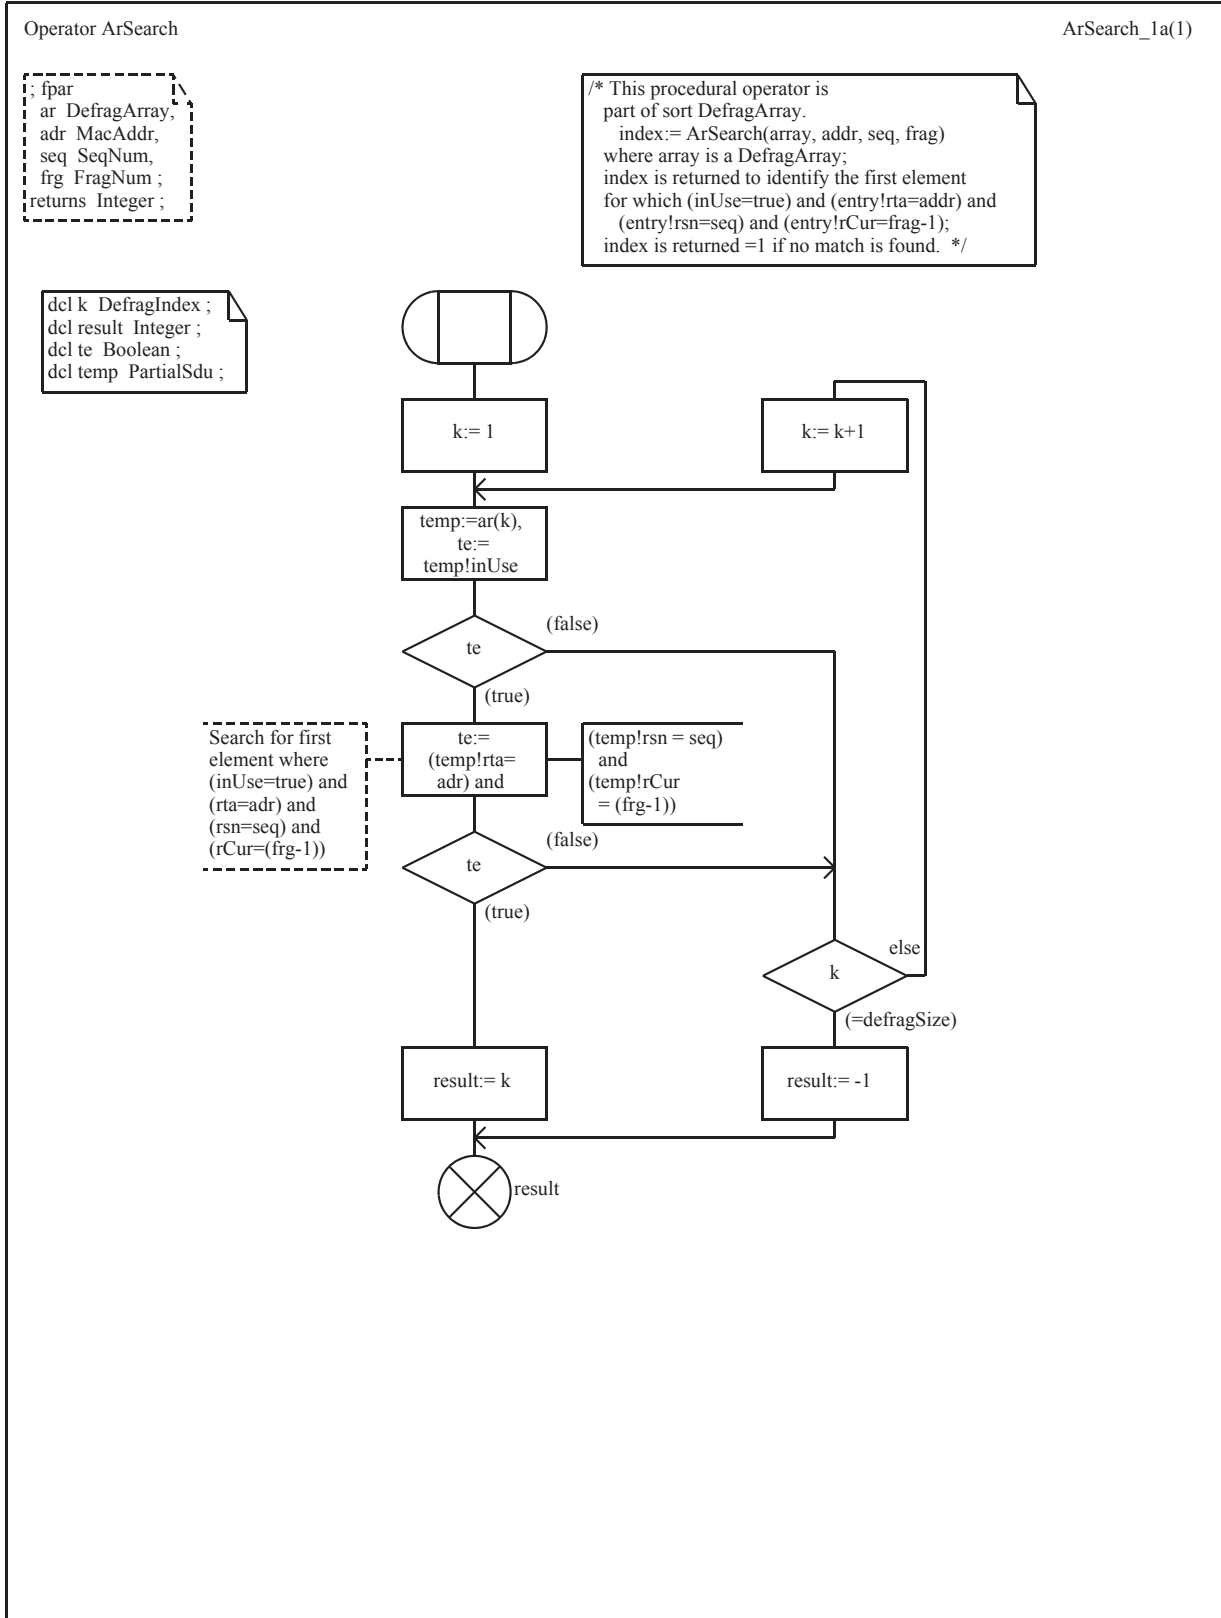 Operator ArSearch
ArSearch_1a(1)
; fpar
ar DefragArray,
adr MacAddr,
seq SeqNum,
frg FragNum ;
returns Integer ;
/* This procedural operator is
part of sort DefragArray.
index:= ArSearch(array, addr, seq, frag)
where array is a DefragArray;
index is returned to identify the first element
for which (inUse=true) and (entry!rta=addr) and
(entry!rsn=seq) and (entry!rCur=frag-1);
index is returned =1 if no match is found. */
dcl k DefragIndex ;
dcl result Integer ;
dcl te Boolean ;
dcl temp PartialSdu ;
k:= 1
k:= k+1
temp:=ar(k),
te:=
temp!inUse
te
(false)
(true)
Search for first
element where
(inUse=true) and
(rta=adr) and
(rsn=seq) and
(rCur=(frg-1))
te:=
(temp!rta=
adr) and
(temp!rsn = seq)
and
(temp!rCur
= (frg-1))
te
(false)
(true)
k
else
(=defragSize)
result:= k
result:= -1
result